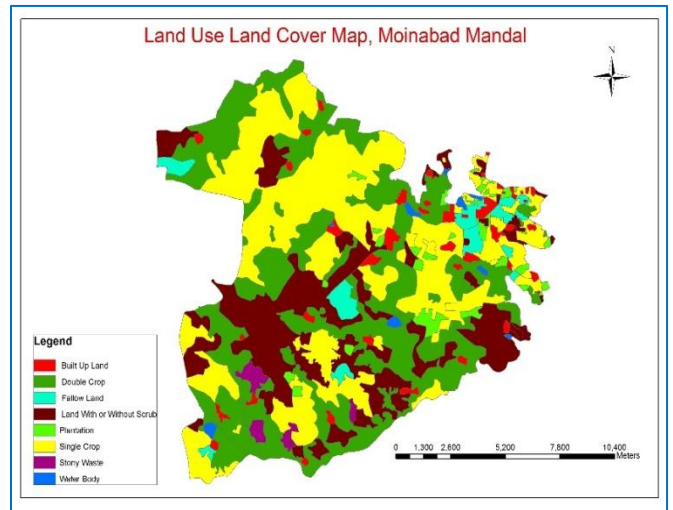 Land Use Land Cover Map, Moinabad Mandal
N
Legend
Built Up Land
Double Crop
Fallow Land
Land With or Without Scrub
Plantation
Single Crop
Stony Waste
Water Body
0 1,300 2,600 5,200 7,800 10,400
Meters